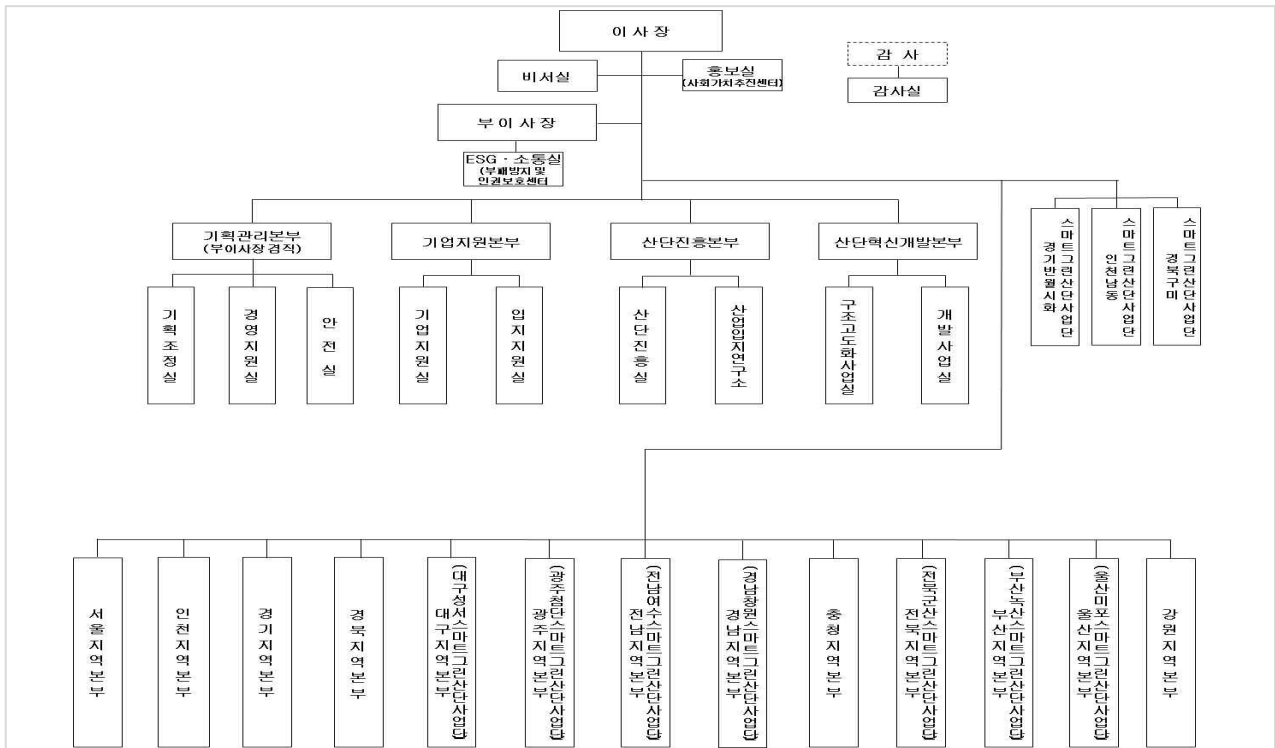 이 사 장
감 사
비서실
홍보실
(사회가치추진센터)
감사실
부 이 사 장
ESG · 소통실
(부패방지 및
인권보호센터
기획관리본부
(부이사장 겸직)
기업지원본부
산단진흥본부
산단혁신개발본부
스마트그린산단사업단
경기반월시화
스마트그린산단사업단
인천남동
스마트그린산단사업단
경북구미
기획조정실
경영지원실
안전실
기업지원실
입지지원실
산단진흥실
산업입지연구소
구조고도화사업실
개발사업실
서울지역본부
인천지역본부
경기지역본부
경북지역본부
(대구성서스마트그린산단사업단)
대구지역본부
(광주첨단스마트그린산단사업단)
광주지역본부
(전남여수스마트그린산단사업단)
전남지역본부
(경남창원스마트그린산단사업단)
경남지역본부
충청지역본부
(전북군산스마트그린산단사업단)
전북지역본부
(부산녹산스마트그린산단사업단)
부산지역본부
(울산미포스마트그린산단사업단)
울산지역본부
강원지역본부